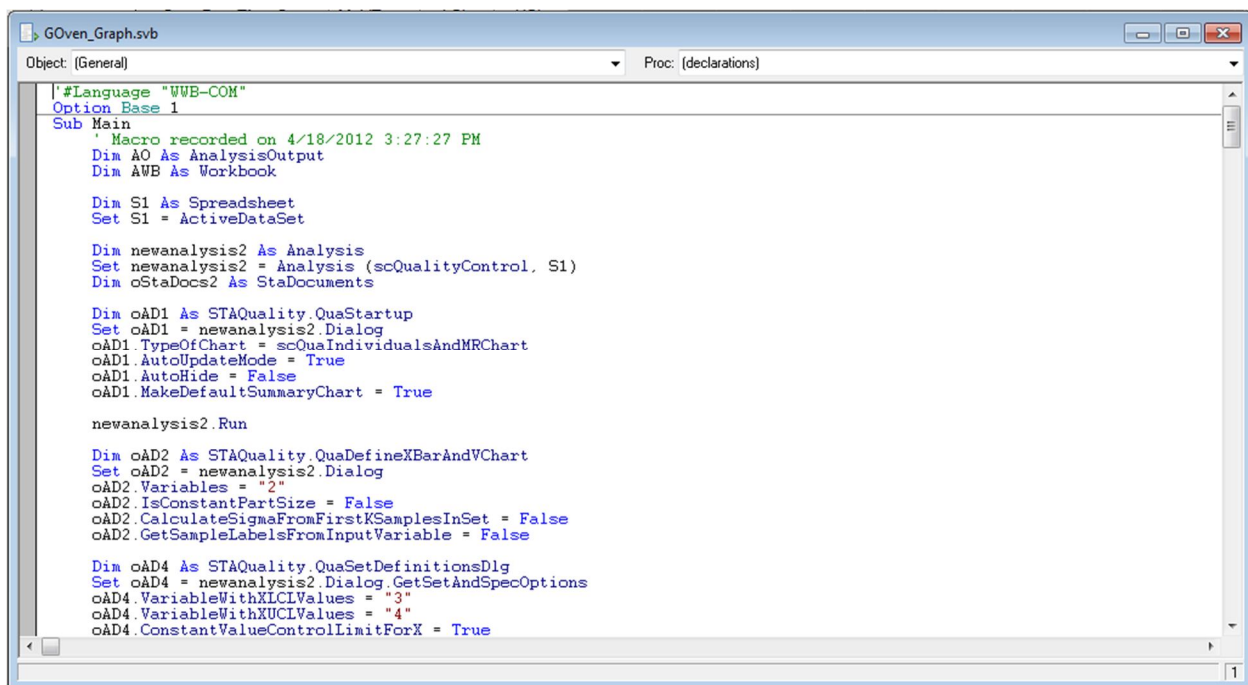 GOven_Graph.svb
Object: (General) Proc: (declarations)
'#Language "WWB-COM"
Option Base 1
Sub Main
' Macro recorded on 4/18/2012 3:27:27 PM
Dim AO As AnalysisOutput
Dim AWB As Workbook
Dim S1 As Spreadsheet
Set S1 = ActiveDataSet
Dim newanalysis2 As Analysis
Set newanalysis2 = Analysis (scQualityControl, S1)
Dim oStaDocs2 As StaDocuments
Dim oAD1 As STAQuality.QuaStartup
Set oAD1 = newanalysis2.Dialog
oAD1.TypeOfChart = scQuaIndividualsAndMRChart
oAD1.AutoUpdateMode = True
oAD1.AutoHide = False
oAD1.MakeDefaultSummaryChart = True
newanalysis2.Run
Dim oAD2 As STAQuality.QuaDefineXBarAndVChart
Set oAD2 = newanalysis2.Dialog
oAD2.Variables = "2"
oAD2.IsConstantPartSize = False
oAD2.CalculateSigmaFromFirstKSamplesInSet = False
oAD2.GetSampleLabelsFromInputVariable = False
Dim oAD4 As STAQuality.QuaSetDefinitionsDlg
Set oAD4 = newanalysis2.Dialog.GetSetAndSpecOptions
oAD4.VariableWithXLCLValues = "3"
oAD4.VariableWithXUCLValues = "4"
oAD4.ConstantValueControlLimitForX = True
1